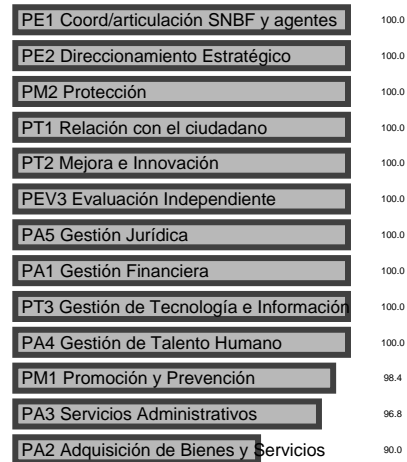 PE1 Coord/articulación SNBF y agentes 100.0
PE2 Direccionamiento Estratégico 100.0
PM2 Protección 100.0
PT1 Relación con el ciudadano 100.0
PT2 Mejora e Innovación 100.0
PEV3 Evaluación Independiente 100.0
PA5 Gestión Jurídica 100.0
PA1 Gestión Financiera 100.0
PT3 Gestión de Tecnología e Información 100.0
PA4 Gestión de Talento Humano 100.0
PM1 Promoción y Prevención 98.4
PA3 Servicios Administrativos 96.8
PA2 Adquisición de Bienes y Servicios 90.0